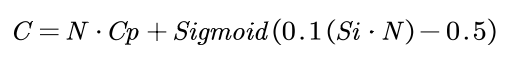 C = N · Cp + Sigmoid(0.1(Si · N) − 0.5)